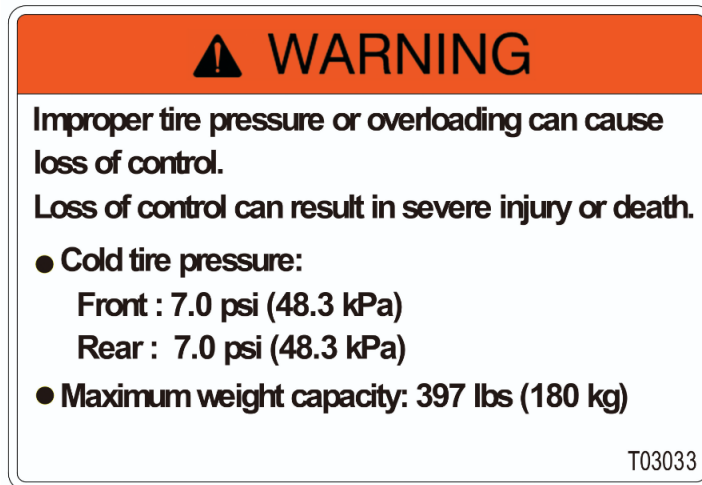 WARNING
Improper tire pressure or overloading can cause
loss of control.
Loss of control can result in severe injury or death.
● Cold tire pressure:
Front : 7.0 psi (48.3 kPa)
Rear : 7.0 psi (48.3 kPa)
● Maximum weight capacity: 397 lbs (180 kg)
T03033